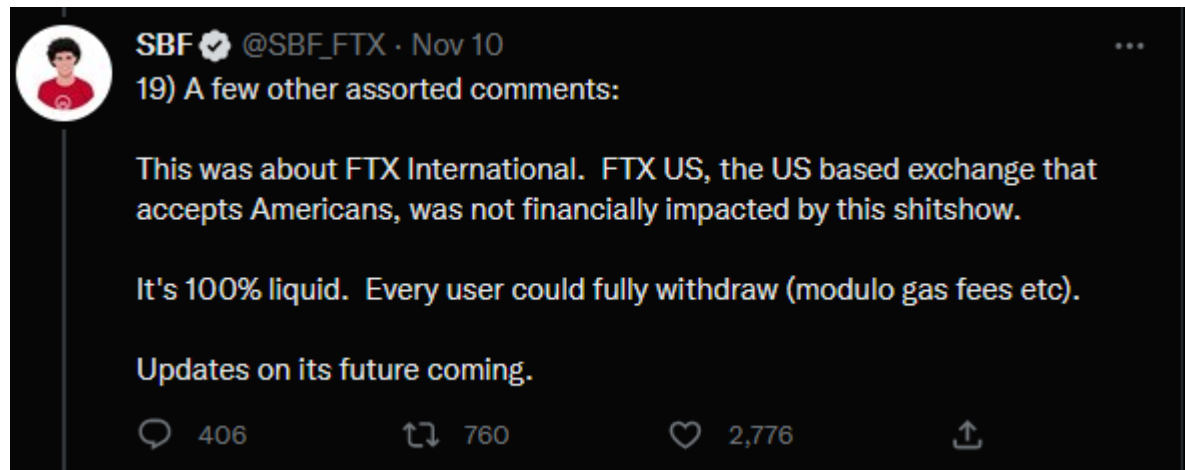 SBF @SBF_FTX · Nov 10
19) A few other assorted comments:
This was about FTX International.  FTX US, the US based exchange that
accepts Americans, was not financially impacted by this shitshow.
It's 100% liquid.  Every user could fully withdraw (modulo gas fees etc).
Updates on its future coming.
406 760 2,776